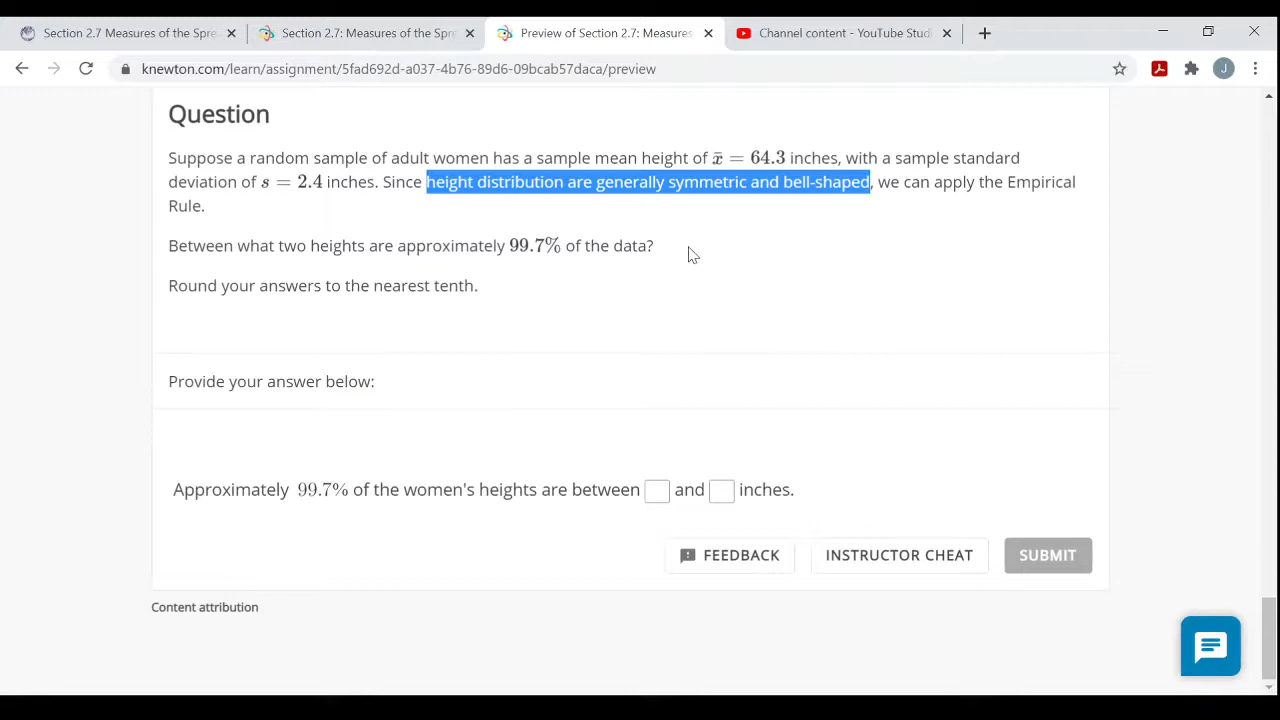 Section 2.7 Measures of the Spre
Section 2.7: Measures of the Spre
Preview of Section 2.7: Measures
Channel content - YouTube Studi
knewton.com/learn/assignment/5fad692d-a037-4b76-89d6-09bcab57daca/preview
J
Question
Suppose a random sample of adult women has a sample mean height of x̄ = 64.3 inches, with a sample standard
deviation of s = 2.4 inches. Since height distribution are generally symmetric and bell-shaped, we can apply the Empirical
Rule.
Between what two heights are approximately 99.7% of the data?
Round your answers to the nearest tenth.
Provide your answer below:
Approximately 99.7% of the women's heights are between and inches.
FEEDBACK
INSTRUCTOR CHEAT
SUBMIT
Content attribution